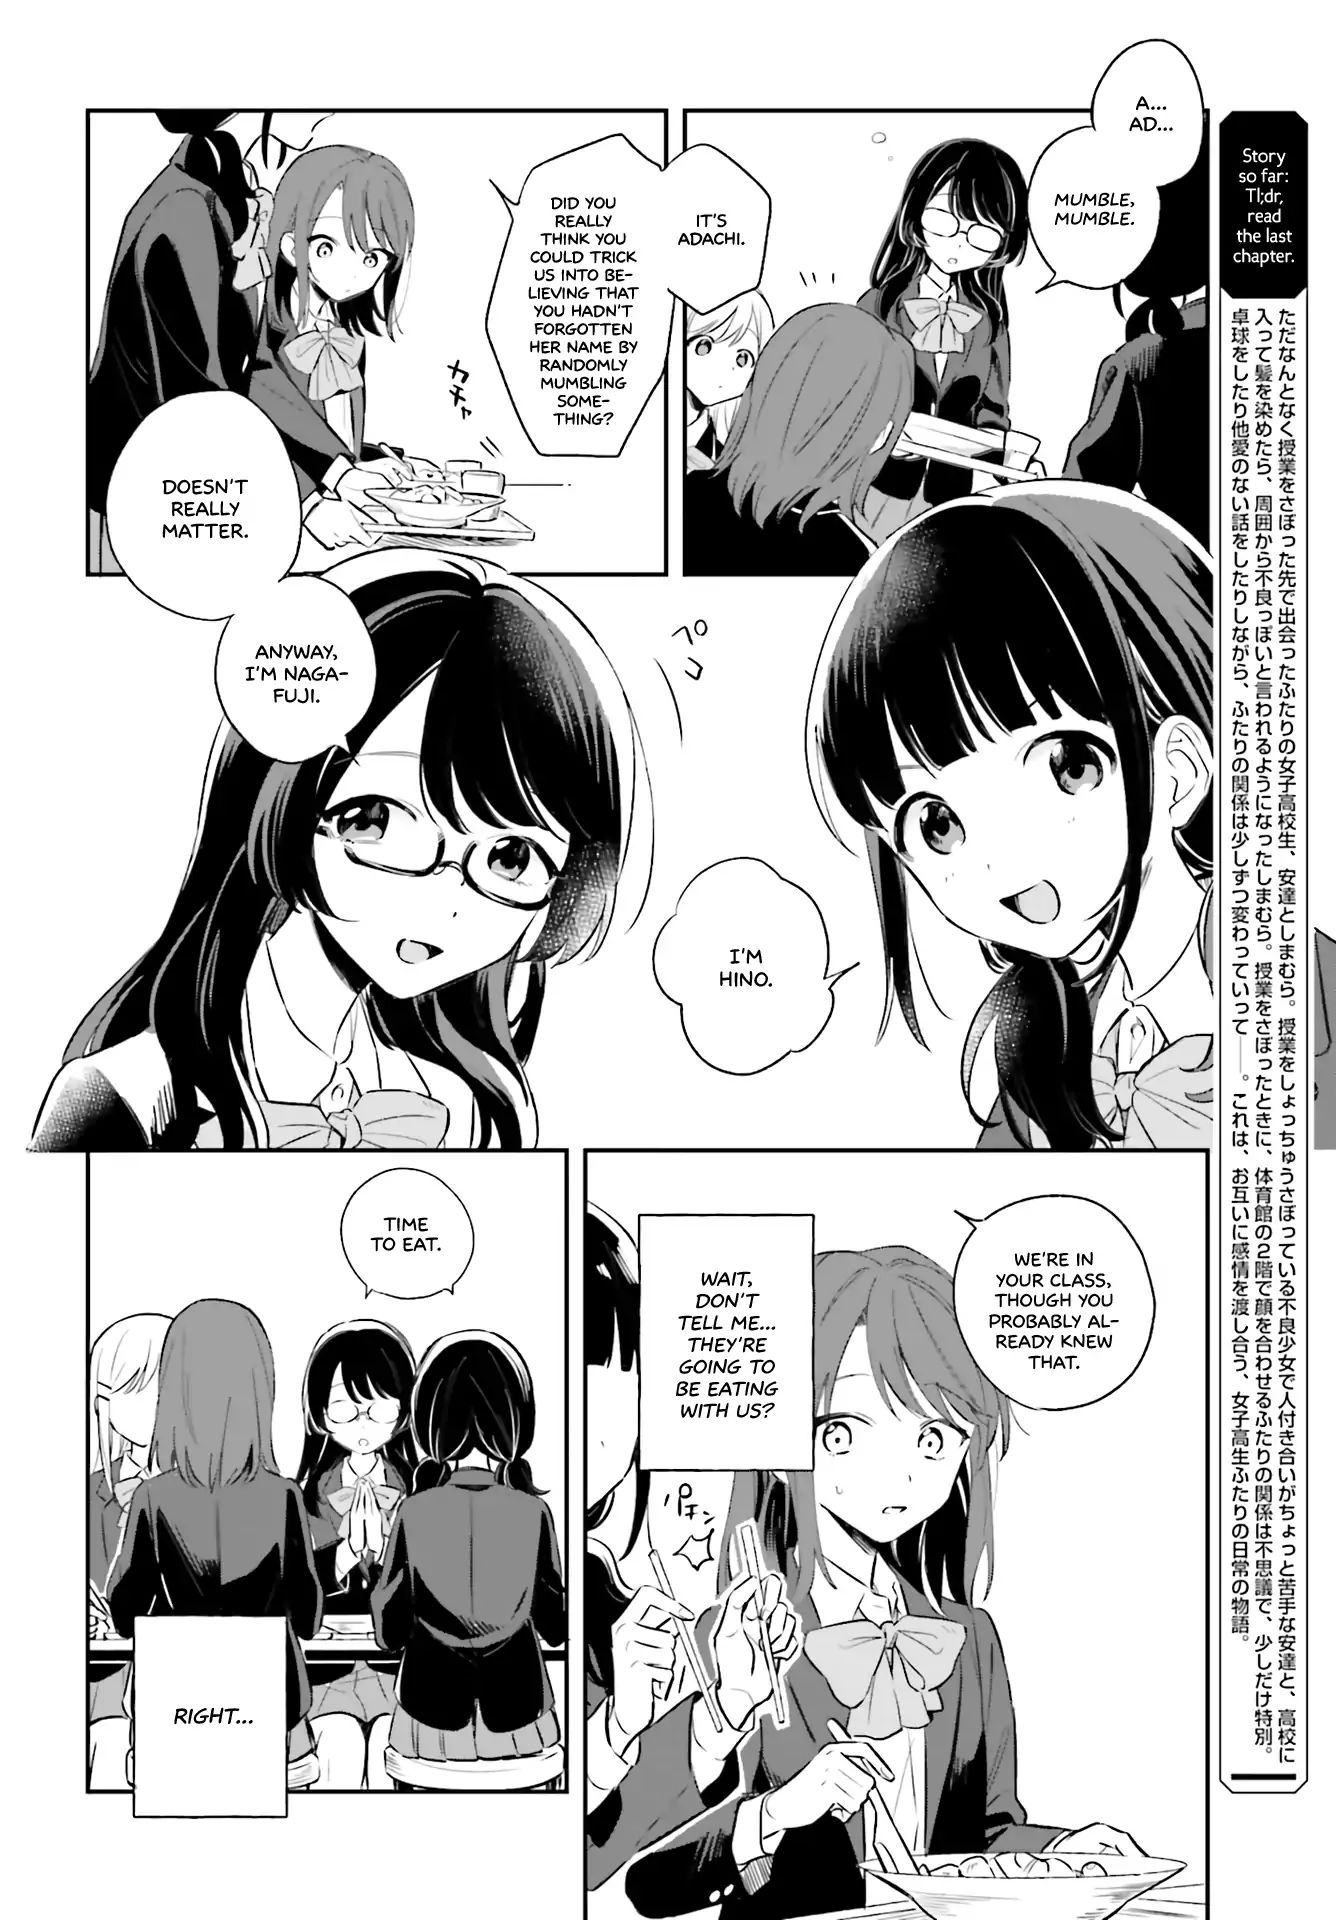 Story
so far:
Tl;dr,
read
the last
chapter.
ただなんとなく授業をさぼった先で出会ったふたりの女子高校生、安達としまむら。授業をしょっちゅうさぼっている不良少女で人付き合いがちょっと苦手な安達と、高校に
入って髪を染めたら、周囲から不良っぽいと言われるようになったしまむら。授業をさぼったときに、体育館の2階で顔を合わせるふたりの関係は不思議で、少しだけ特別。
卓球をしたり他愛のない話をしたりしながら、ふたりの関係は少しずつ変わっていって――。これは、お互いに感情を渡し合う、女子高生ふたりの日常の物語。
A...
AD...
MUMBLE,
MUMBLE.
IT'S
ADACHI.
DID YOU
REALLY
THINK YOU
COULD TRICK
US INTO BE-
LIEVING THAT
YOU HADN'T
FORGOTTEN
HER NAME BY
RANDOMLY
MUMBLING
SOME-
THING?
カチャ
DOESN'T
REALLY
MATTER.
ANYWAY,
I'M NAGA-
FUJI.
ペコ
I'M
HINO.
WE'RE IN
YOUR CLASS,
THOUGH YOU
PROBABLY AL-
READY KNEW
THAT.
WAIT,
DON'T
TELL ME...
THEY'RE
GOING TO
BE EATING
WITH US?
パキン
TIME
TO EAT.
RIGHT...